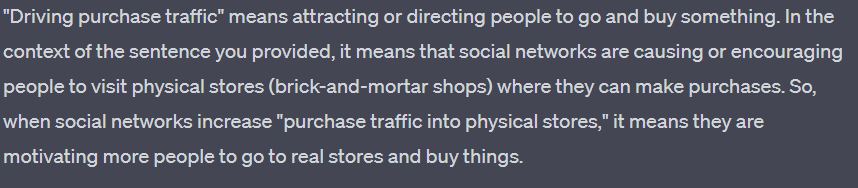 "Driving purchase traffic" means attracting or directing people to go and buy something. In the
context of the sentence you provided, it means that social networks are causing or encouraging
people to visit physical stores (brick-and-mortar shops) where they can make purchases. So,
when social networks increase "purchase traffic into physical stores," it means they are
motivating more people to go to real stores and buy things.